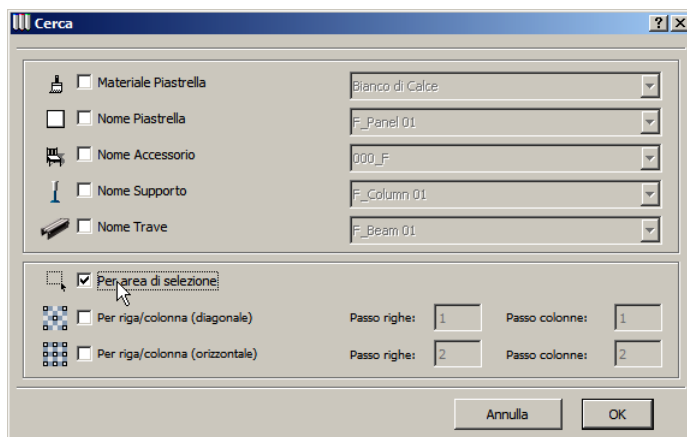 Cerca
Materiale Piastrella Bianco di Calce
Nome Piastrella F_Panel 01
Nome Accessorio 000_F
Nome Supporto F_Column 01
Nome Trave F_Beam 01
Per area di selezione
Per riga/colonna (diagonale) Passo righe: 1 Passo colonne: 1
Per riga/colonna (orizzontale) Passo righe: 2 Passo colonne: 2
Annulla OK